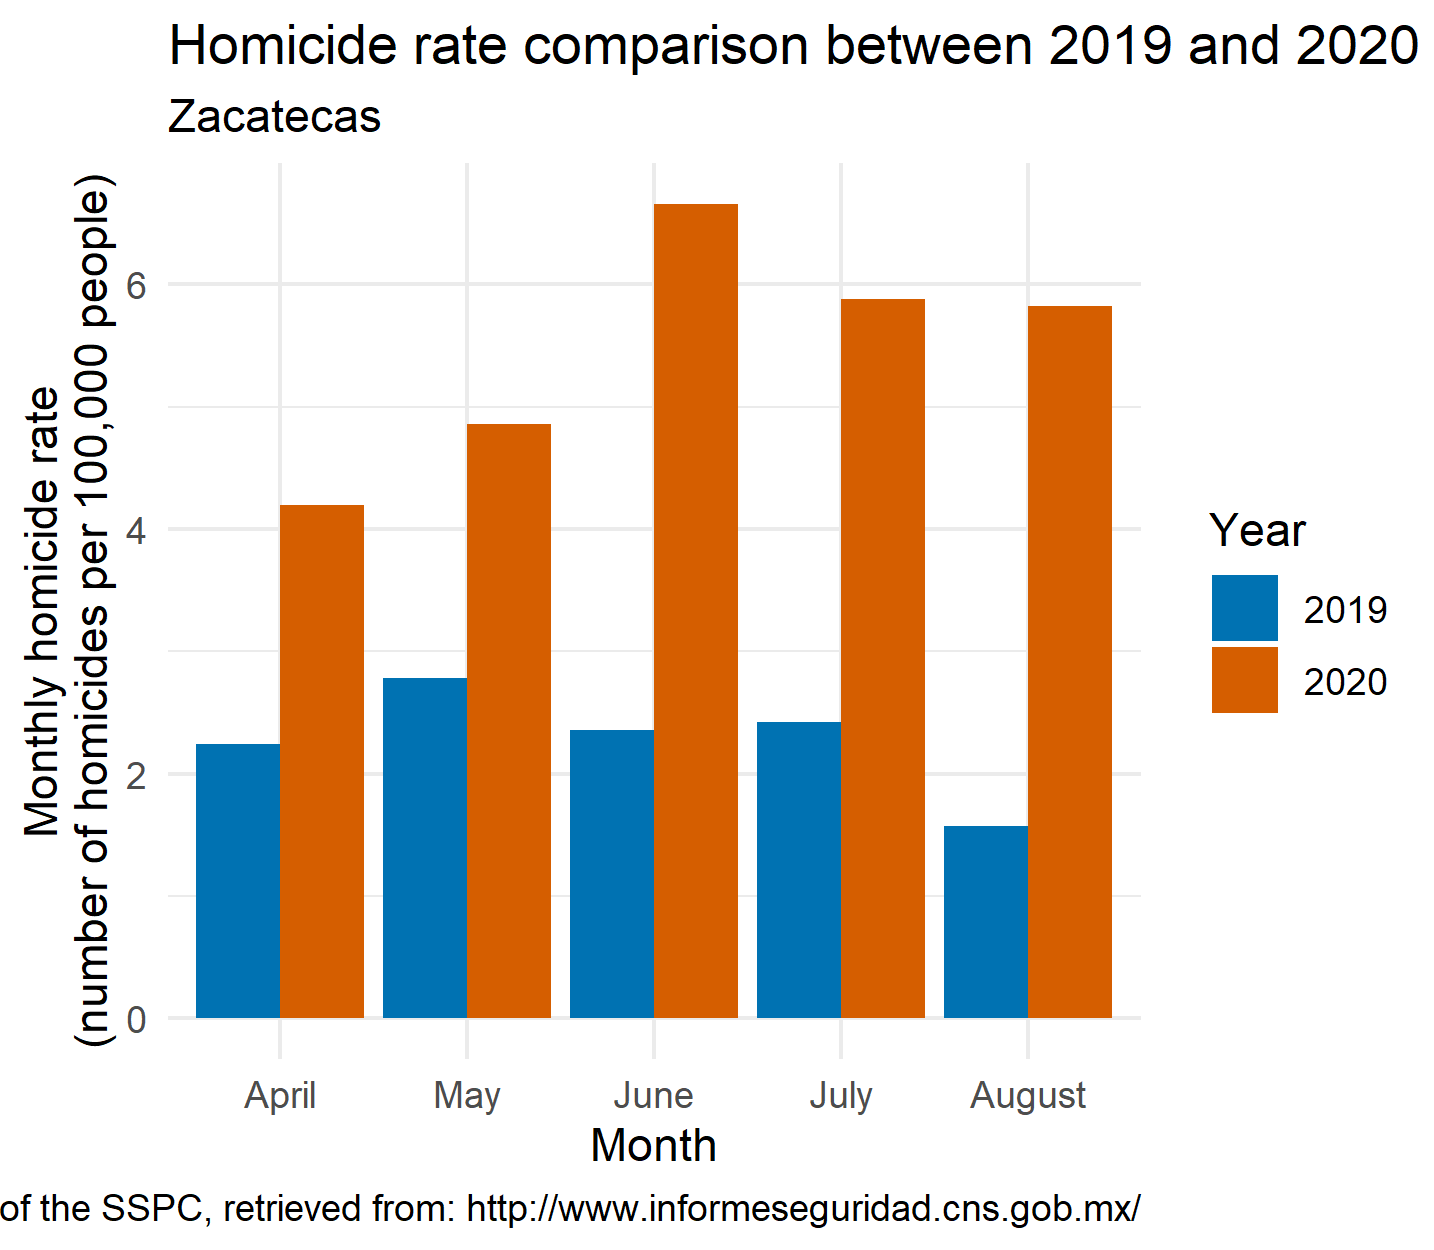 Homicide rate comparison between 2019 and 2020
Zacatecas
Monthly homicide rate
(number of homicides per 100,000 people)
6
4
2
0
April May June July August
Month
Year
2019
2020
of the SSPC, retrieved from: http://www.informeseguridad.cns.gob.mx/